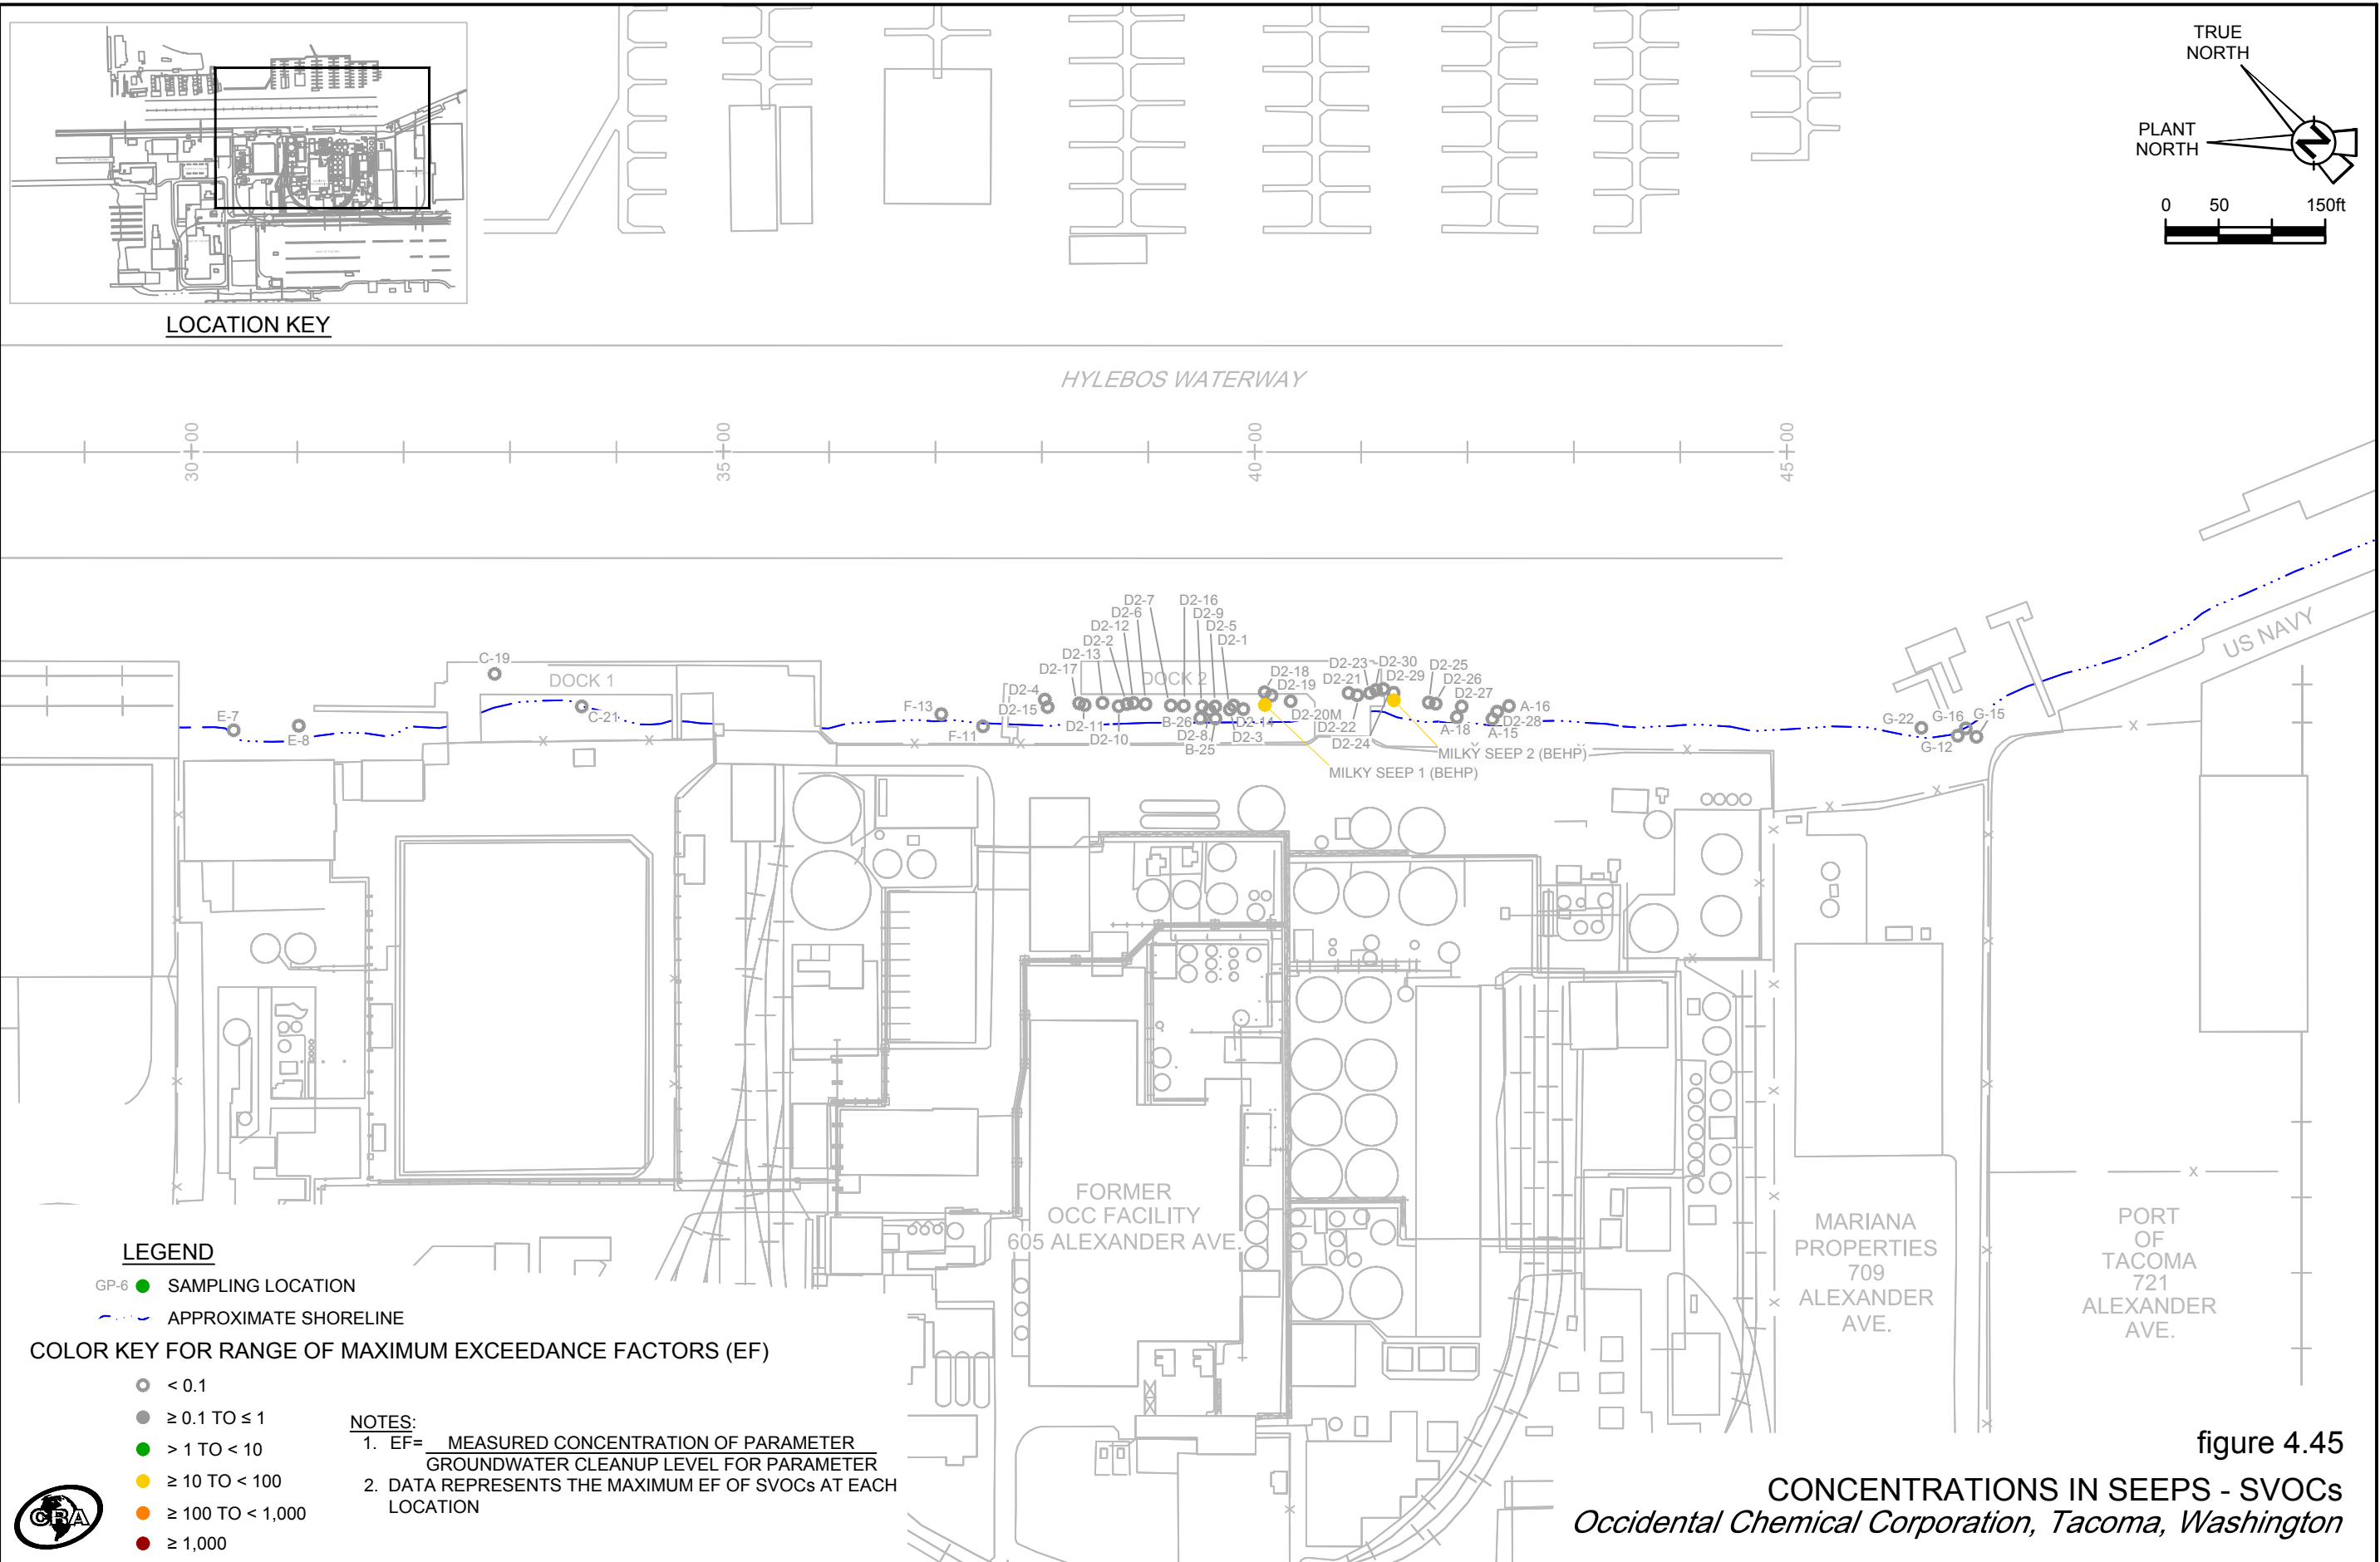 TRUE
NORTH
PLANT
NORTH
0 50 150ft
LOCATION KEY
HYLEBOS WATERWAY
30+00
35+00
40+00
45+00
US NAVY
DOCK 1
DOCK 2
C-19
C-21
E-7
E-8
F-13
F-11
D2-7
D2-16
D2-6
D2-9
D2-12
D2-5
D2-2
D2-1
D2-13
D2-17
D2-4
D2-15
D2-11
D2-10
B-26
D2-8
B-25
D2-14
D2-3
D2-18
D2-19
D2-20M
D2-23
D2-30
D2-21
D2-29
D2-22
D2-24
D2-25
D2-26
D2-27
A-16
D2-28
A-18
A-15
G-22
G-16
G-15
G-12
MILKY SEEP 2 (BEHP)
MILKY SEEP 1 (BEHP)
FORMER
OCC FACILITY
605 ALEXANDER AVE.
MARIANA
PROPERTIES
709
ALEXANDER
AVE.
PORT
OF
TACOMA
721
ALEXANDER
AVE.
LEGEND
GP-6 SAMPLING LOCATION
APPROXIMATE SHORELINE
COLOR KEY FOR RANGE OF MAXIMUM EXCEEDANCE FACTORS (EF)
< 0.1
≥ 0.1 TO ≤ 1
> 1 TO < 10
≥ 10 TO < 100
≥ 100 TO < 1,000
≥ 1,000
NOTES:
1. EF= MEASURED CONCENTRATION OF PARAMETER
GROUNDWATER CLEANUP LEVEL FOR PARAMETER
2. DATA REPRESENTS THE MAXIMUM EF OF SVOCs AT EACH
LOCATION
CRA
figure 4.45
CONCENTRATIONS IN SEEPS - SVOCs
Occidental Chemical Corporation, Tacoma, Washington